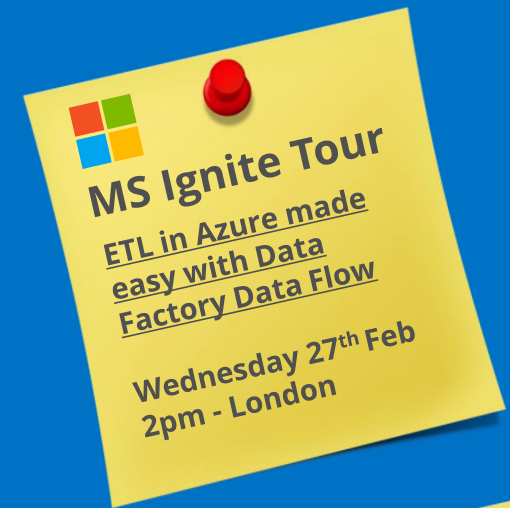 MS Ignite Tour
ETL in Azure made
easy with Data
Factory Data Flow
Wednesday 27th Feb
2pm - London